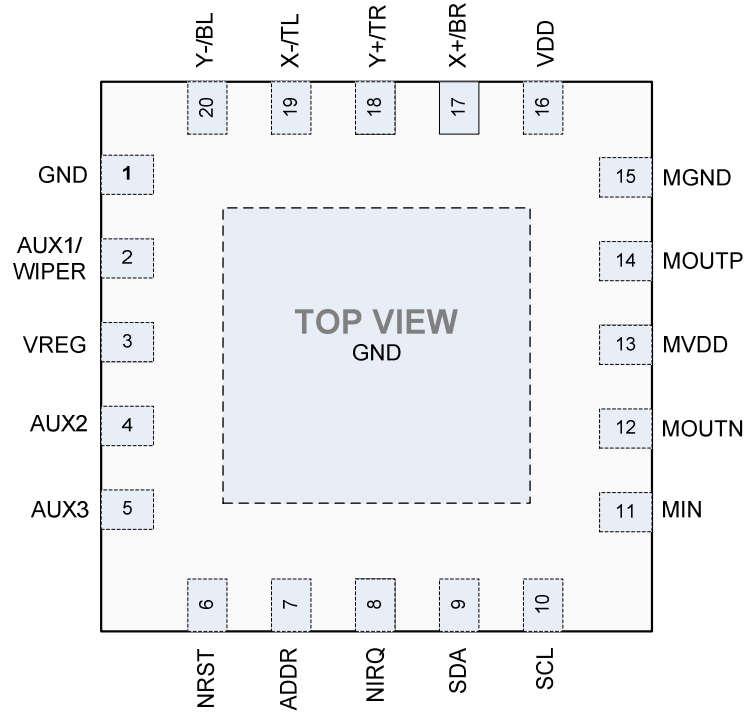 Y-/BL
X-/TL
Y+/TR
X+/BR
VDD
20
19
18
17
16
GND
1
15
MGND
AUX1/
WIPER
2
14
MOUTP
TOP VIEW
GND
VREG
3
13
MVDD
AUX2
4
12
MOUTN
AUX3
5
11
MIN
6
7
8
9
10
NRST
ADDR
NIRQ
SDA
SCL